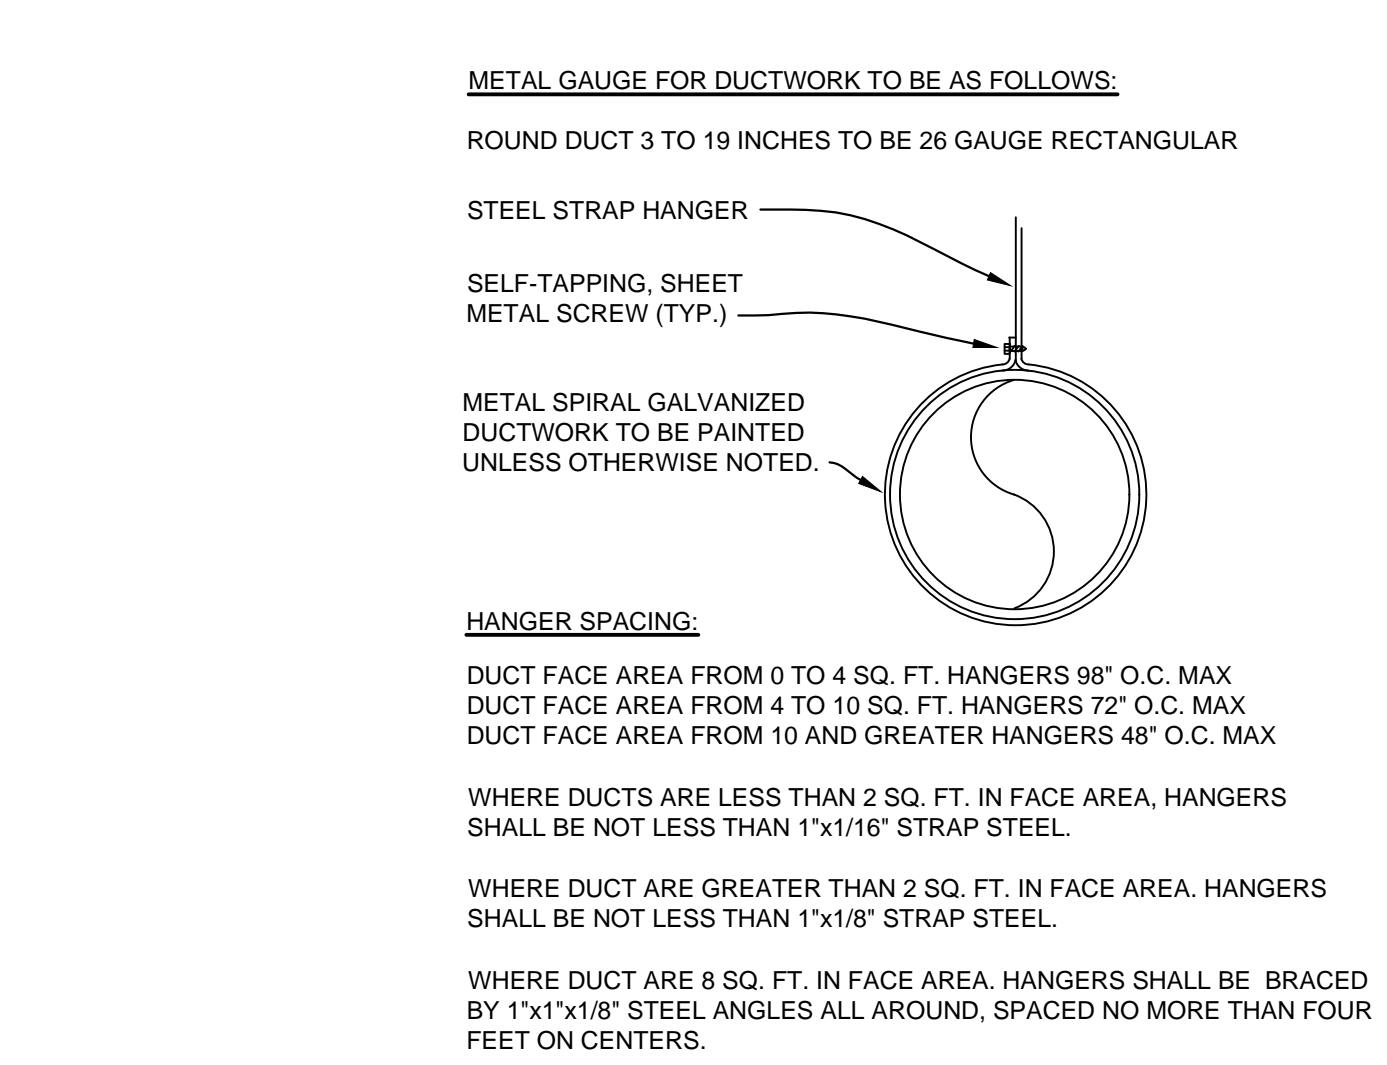 METAL GAUGE FOR DUCTWORK TO BE AS FOLLOWS:
ROUND DUCT 3 TO 19 INCHES TO BE 26 GAUGE RECTANGULAR
STEEL STRAP HANGER
SELF-TAPPING, SHEET
METAL SCREW (TYP.)
METAL SPIRAL GALVANIZED
DUCTWORK TO BE PAINTED
UNLESS OTHERWISE NOTED.
HANGER SPACING:
DUCT FACE AREA FROM 0 TO 4 SQ. FT. HANGERS 98" O.C. MAX
DUCT FACE AREA FROM 4 TO 10 SQ. FT. HANGERS 72" O.C. MAX
DUCT FACE AREA FROM 10 AND GREATER HANGERS 48" O.C. MAX
WHERE DUCTS ARE LESS THAN 2 SQ. FT. IN FACE AREA, HANGERS
SHALL BE NOT LESS THAN 1"x1/16" STRAP STEEL.
WHERE DUCT ARE GREATER THAN 2 SQ. FT. IN FACE AREA. HANGERS
SHALL BE NOT LESS THAN 1"x1/8" STRAP STEEL.
WHERE DUCT ARE 8 SQ. FT. IN FACE AREA. HANGERS SHALL BE  BRACED
BY 1"x1"x1/8" STEEL ANGLES ALL AROUND, SPACED NO MORE THAN FOUR
FEET ON CENTERS.